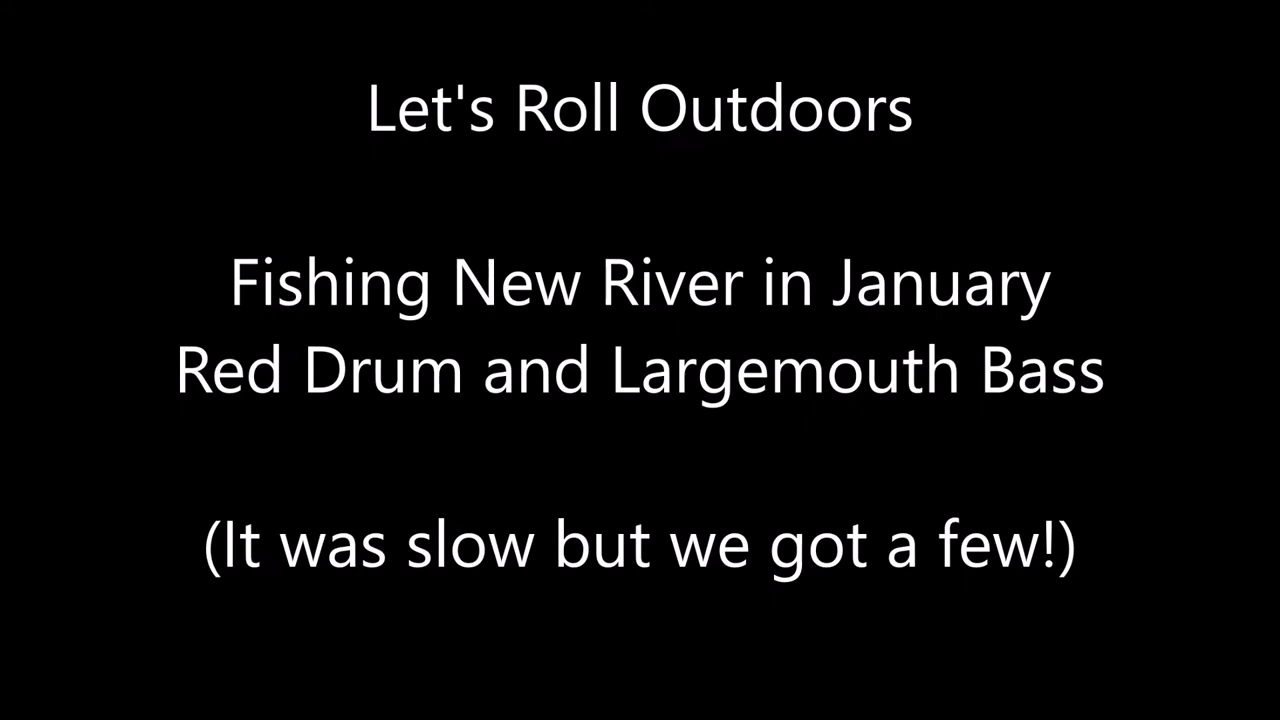 Let's Roll Outdoors
Fishing New River in January
Red Drum and Largemouth Bass
(It was slow but we got a few!)